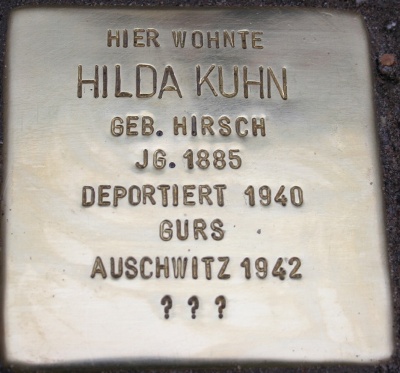 HIER WOHNTE
HILDA KUHN
GEB. HIRSCH
JG. 1885
DEPORTIERT 1940
GURS
AUSCHWITZ 1942
? ? ?